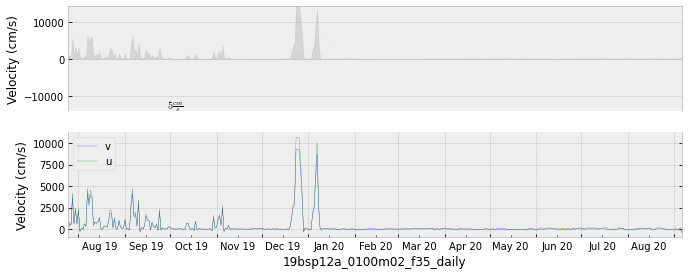 10000
0
−10000
Velocity (cm/s)
5 cm/s
10000
7500
5000
2500
0
Velocity (cm/s)
v
u
Aug 19 Sep 19 Oct 19 Nov 19 Dec 19 Jan 20 Feb 20 Mar 20 Apr 20 May 20 Jun 20 Jul 20 Aug 20
19bsp12a_0100m02_f35_daily